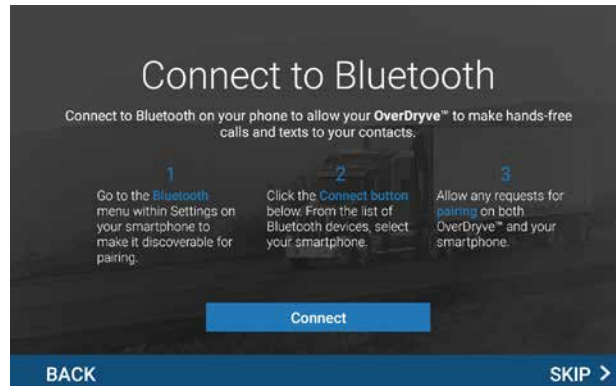 Connect to Bluetooth
Connect to Bluetooth on your phone to allow your OverDryve™ to make hands-free
calls and texts to your contacts.
1
Go to the Bluetooth
menu within Settings on
your smartphone to
make it discoverable for
pairing.
2
Click the Connect button
below. From the list of
Bluetooth devices, select
your smartphone.
3
Allow any requests for
pairing on both
OverDryve™ and your
smartphone.
Connect
BACK
SKIP >